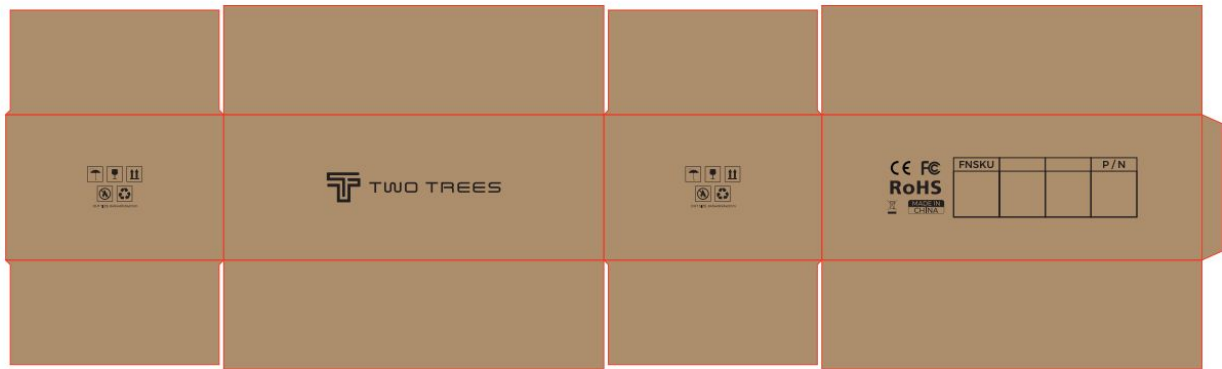 TWO TREES
CE FC
RoHS
MADE IN
CHINA
FNSKU
P/N